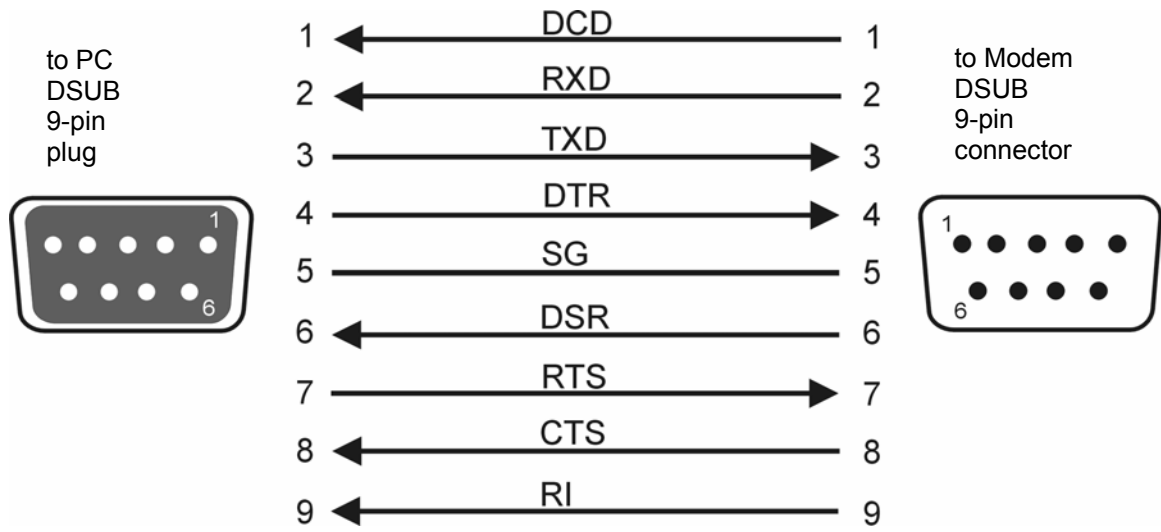 to PC
DSUB
9-pin
plug
1
6
1 DCD 1
2 RXD 2
3 TXD 3
4 DTR 4
5 SG 5
6 DSR 6
7 RTS 7
8 CTS 8
9 RI 9
to Modem
DSUB
9-pin
connector
1
6